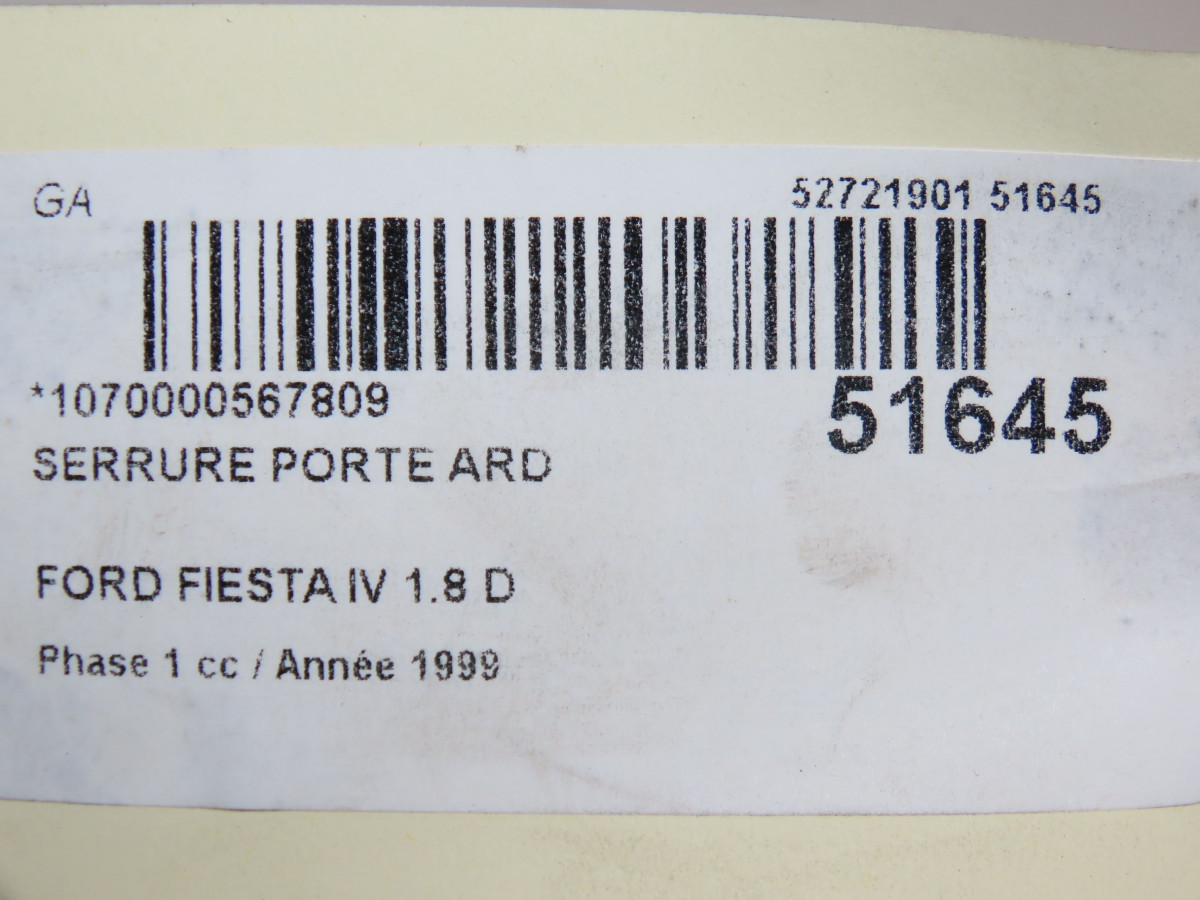 GA
52721901 51645
*1070000567809
51645
SERRURE PORTE ARD
FORD FIESTA IV 1.8 D
Phase 1 cc / Année 1999